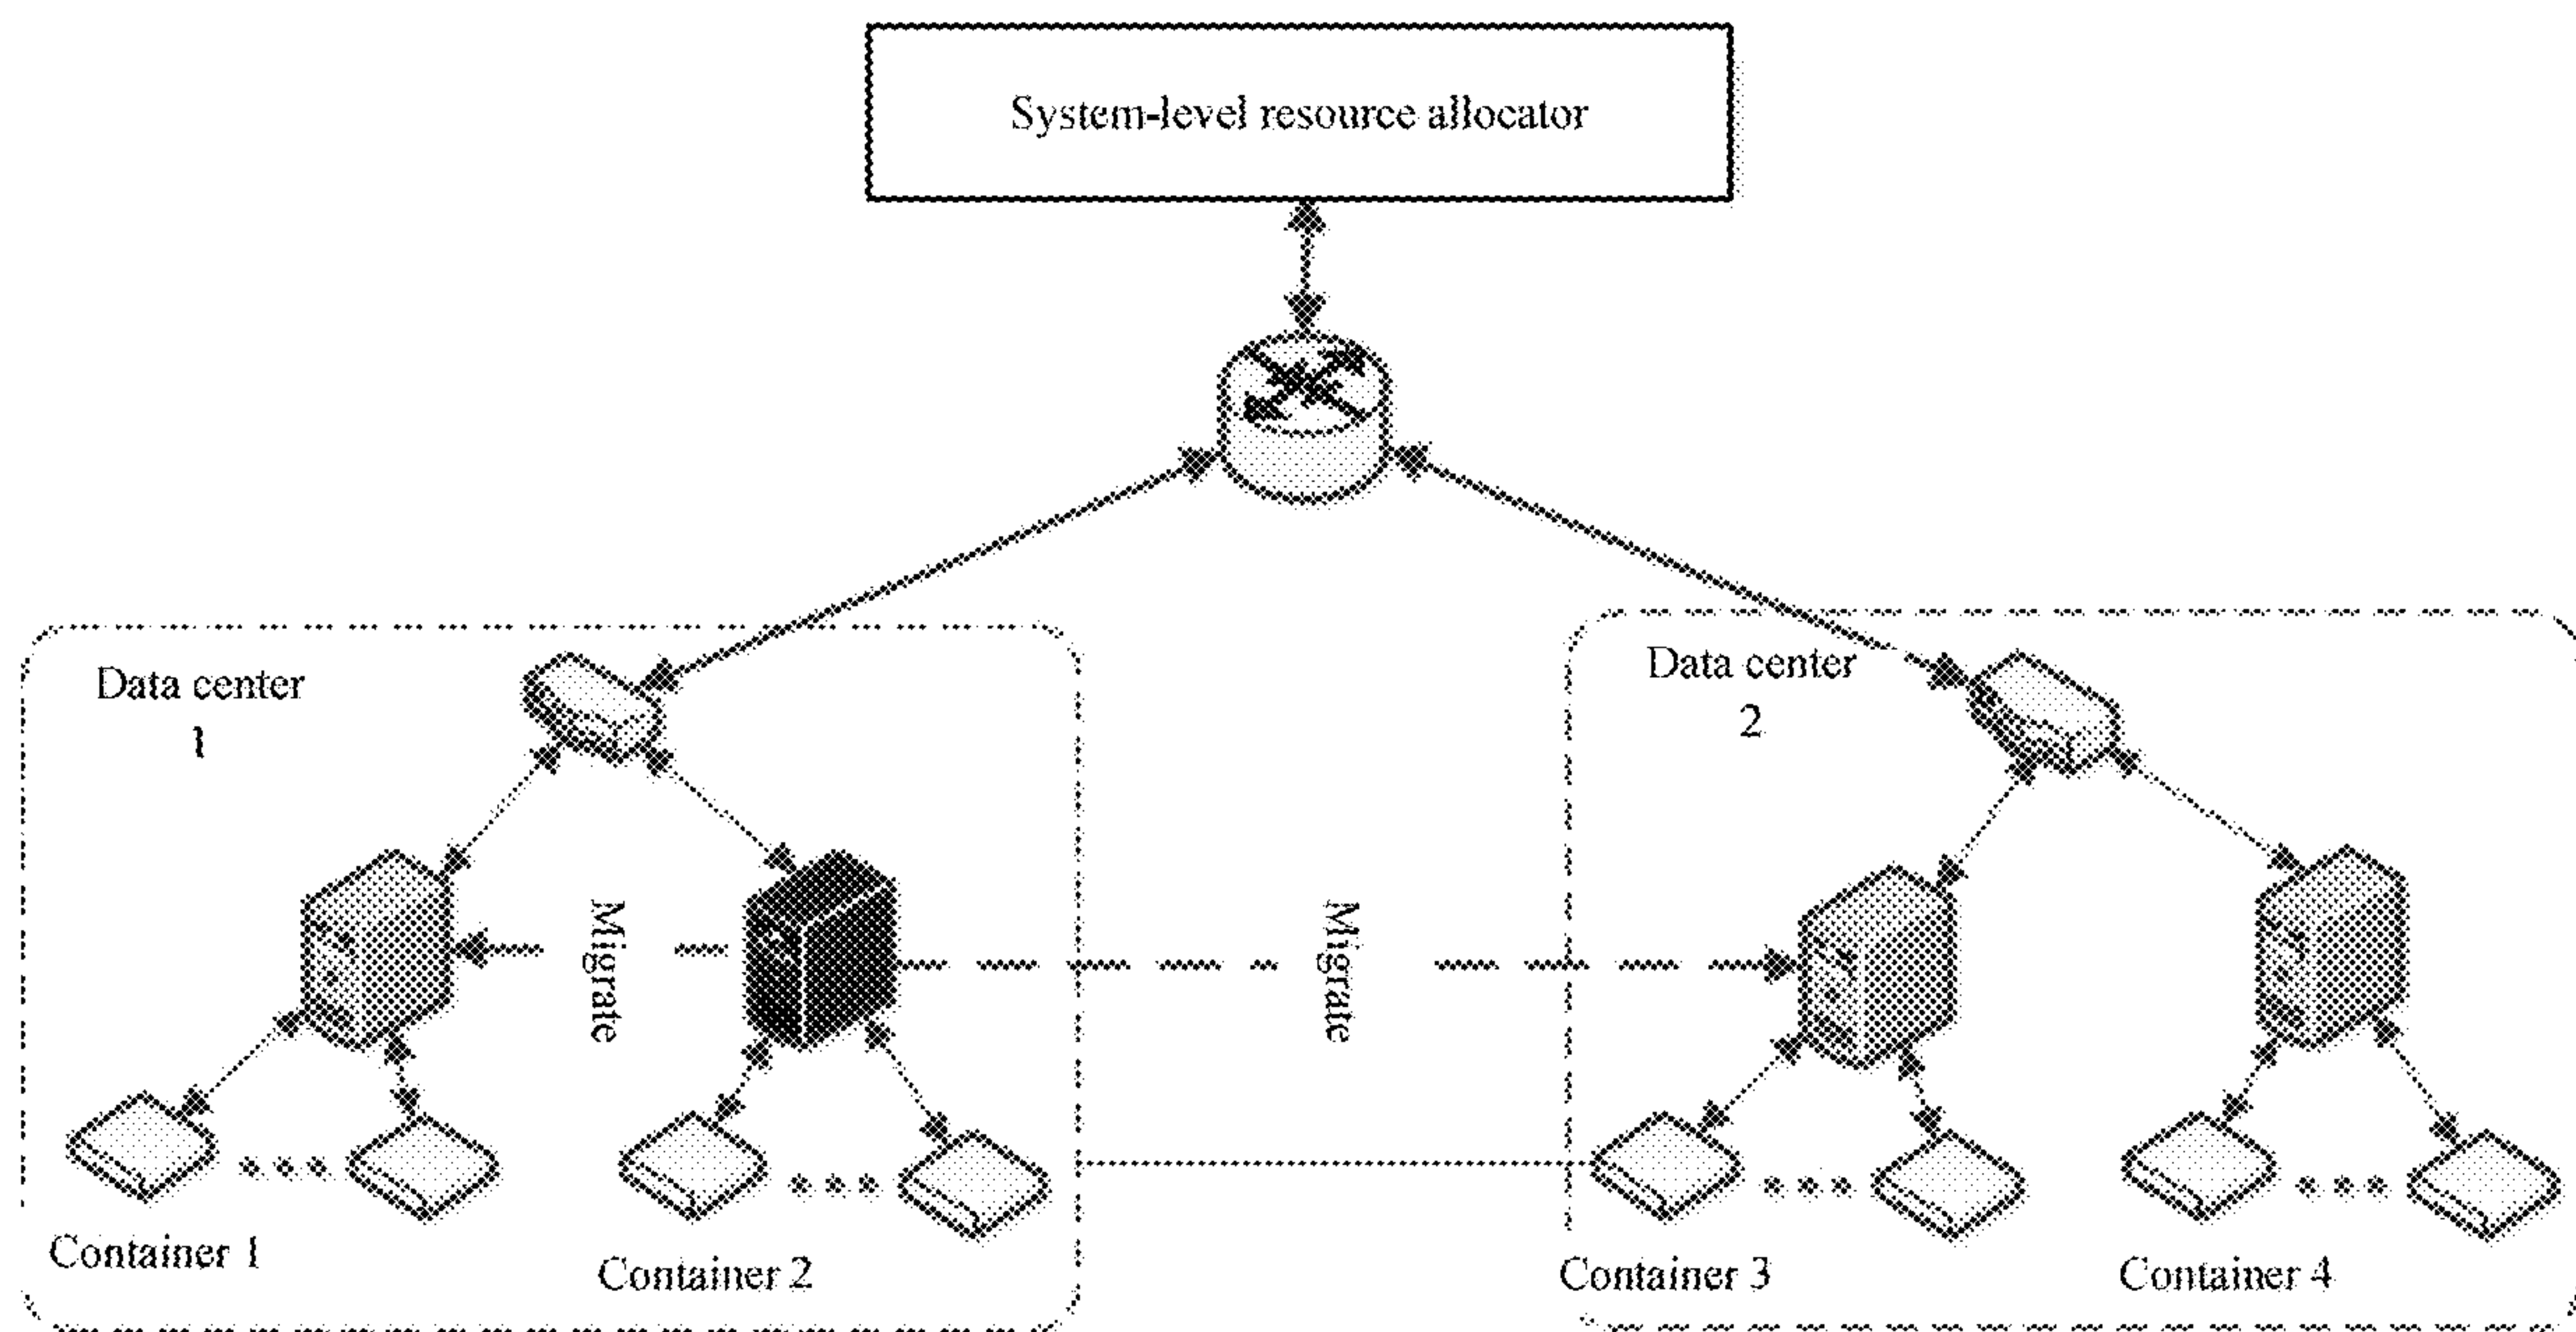 System-level resource allocator
Data center
1
Data center
2
Migrate
Migrate
Container 1
Container 2
Container 3
Container 4